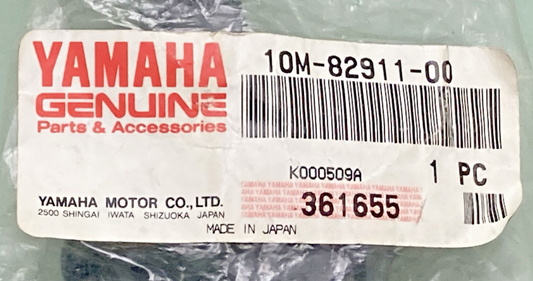 YAMAHA
GENUINE
Parts & Accessories
10M-82911-00
K000509A
1 PC
YAMAHA MOTOR CO., LTD.
2500 SHINGAI IWATA SHIZUOKA JAPAN
361655
MADE IN JAPAN